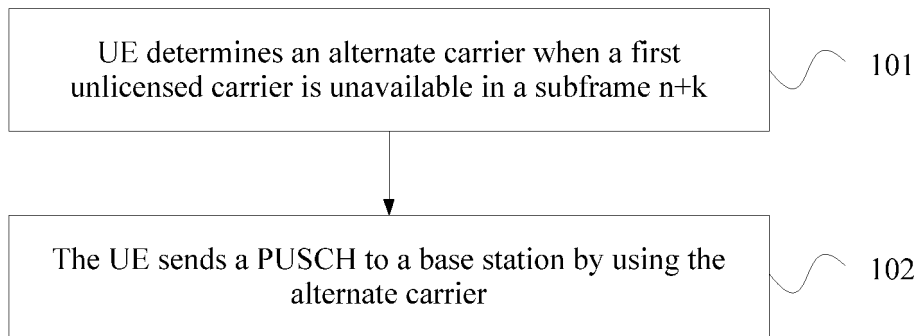 UE determines an alternate carrier when a first
unlicensed carrier is unavailable in a subframe n+k
101
The UE sends a PUSCH to a base station by using the
alternate carrier
102